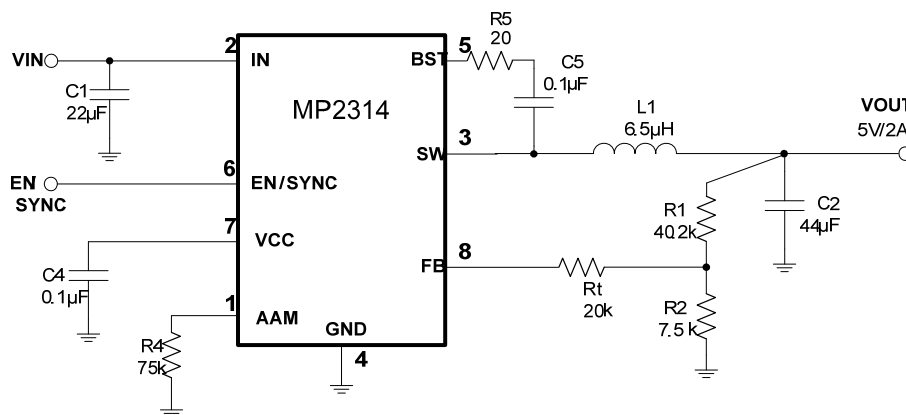 R5
20
VIN
2
IN
BST
5
C5
0.1µF
C1
22µF
MP2314
L1
6.5µH
VOUT
5V/2A
SW
3
EN
SYNC
6
EN/SYNC
R1
40.2k
C2
44µF
7
VCC
C4
0.1µF
FB
8
Rt
20k
R2
7.5k
1
AAM
R4
75k
GND
4